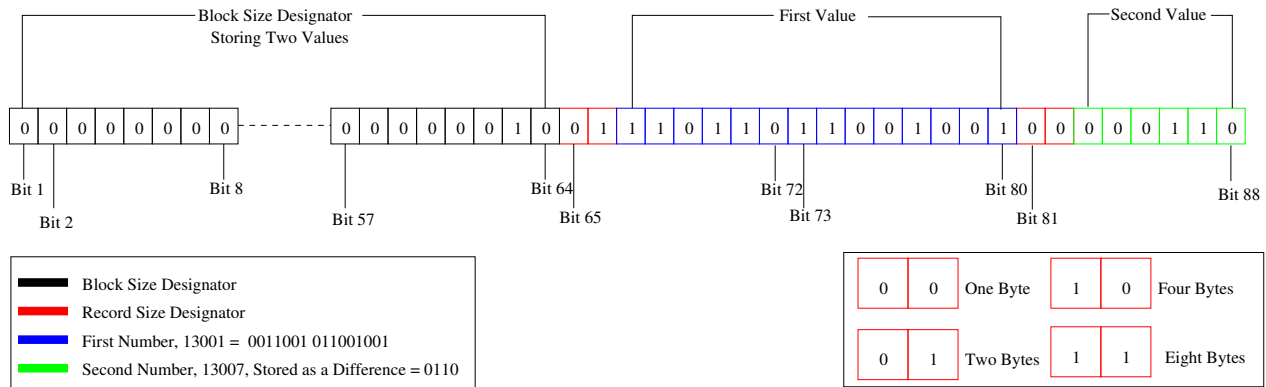 Block Size Designator
Storing Two Values
First Value
Second Value
0 0 0 0 0 0 0 0 0 0 0 0 0 0 1 0 0 1 1 1 0 1 1 0 1 1 0 0 1 0 0 1 0 0 0 0 0 1 1 0
Bit 1 Bit 8 Bit 64 Bit 72 Bit 80 Bit 88
Bit 2 Bit 57 Bit 65 Bit 73 Bit 81
Block Size Designator
Record Size Designator
First Number, 13001 = 0011001 011001001
Second Number, 13007, Stored as a Difference = 0110
0 0 One Byte 1 0 Four Bytes
0 1 Two Bytes 1 1 Eight Bytes